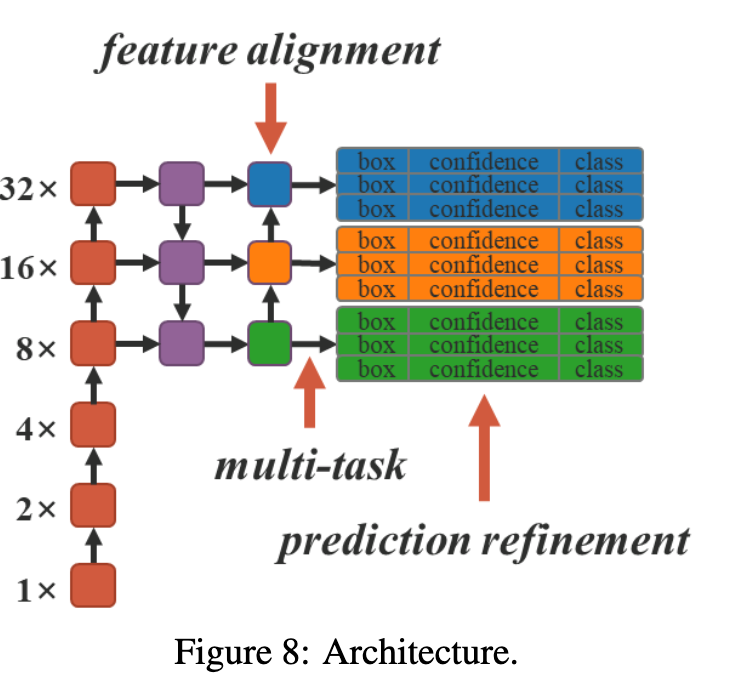 feature alignment
32×
box confidence class
box confidence class
box confidence class
16×
box confidence class
box confidence class
box confidence class
8×
box confidence class
box confidence class
box confidence class
4×
multi-task
2×
prediction refinement
1×
Figure 8: Architecture.